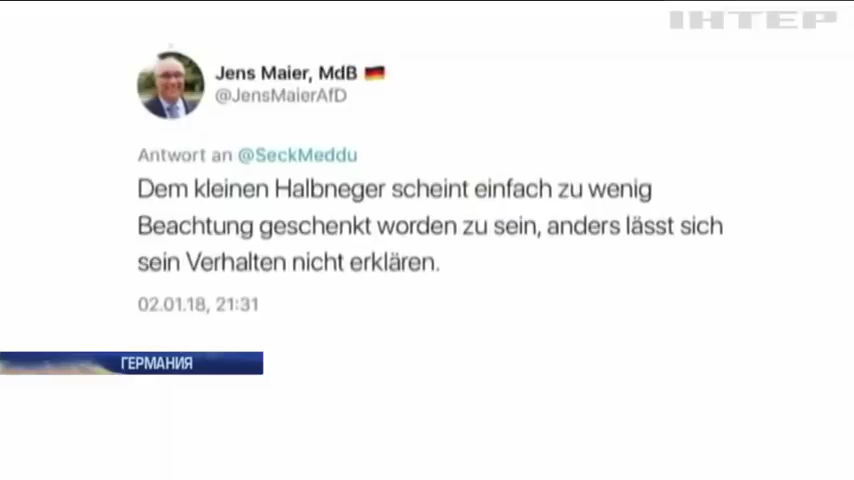 ІНТЕР
Jens Maier, MdB
@JensMaierAfD
Antwort an @SeckMeddu
Dem kleinen Halbneger scheint einfach zu wenig
Beachtung geschenkt worden zu sein, anders lässt sich
sein Verhalten nicht erklären.
02.01.18, 21:31
ГЕРМАНИЯ